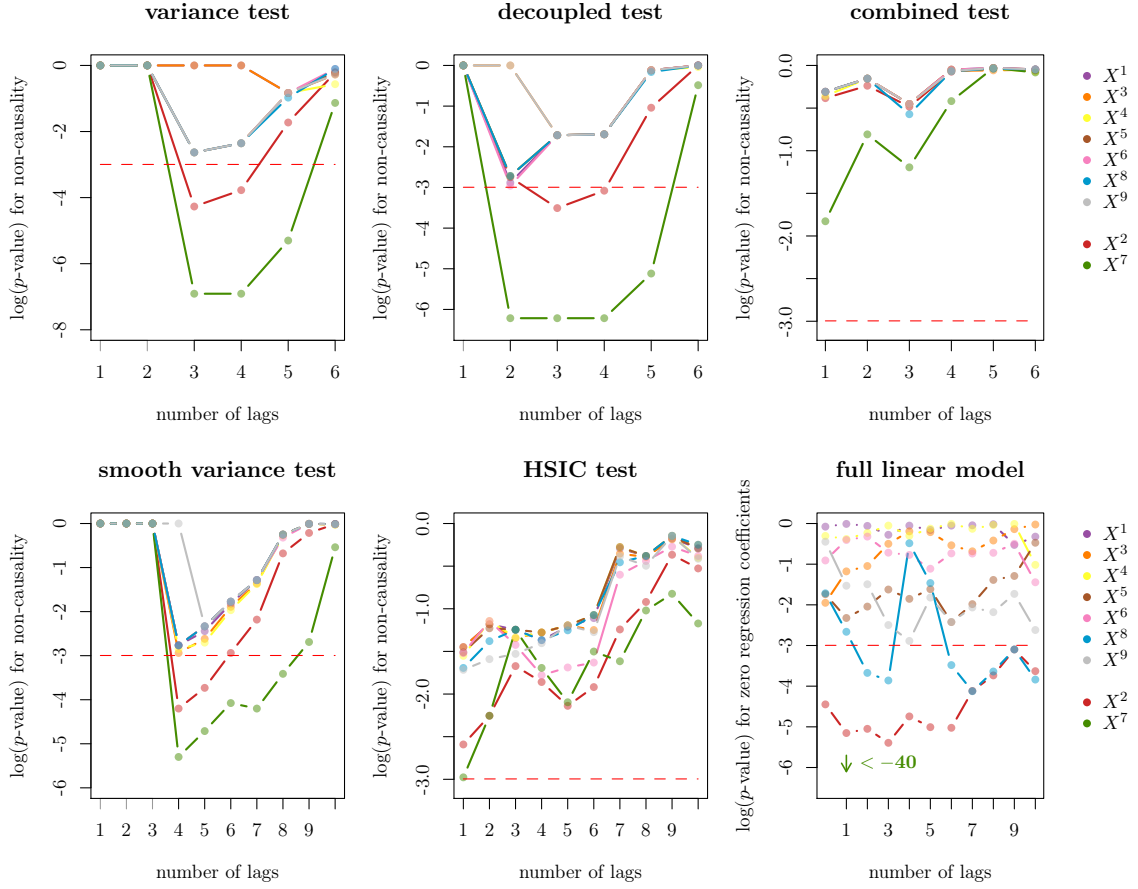 variance test
log(p-value) for non-causality
0
-2
-4
-6
-8
1 2 3 4 5 6
number of lags
decoupled test
log(p-value) for non-causality
0
-1
-2
-3
-4
-5
-6
1 2 3 4 5 6
number of lags
combined test
log(p-value) for non-causality
0.0
-1.0
-2.0
-3.0
1 2 3 4 5 6
number of lags
X¹
X³
X⁴
X⁵
X⁶
X⁸
X⁹
X²
X⁷
smooth variance test
log(p-value) for non-causality
0
-1
-2
-3
-4
-5
-6
1 2 3 4 5 6 7 8 9
number of lags
HSIC test
log(p-value) for non-causality
0.0
-1.0
-2.0
-3.0
1 2 3 4 5 6 7 8 9
number of lags
full linear model
log(p-value) for zero regression coefficients
0
-1
-2
-3
-4
-5
-6
< −40
1 3 5 7 9
number of lags
X¹
X³
X⁴
X⁵
X⁶
X⁸
X⁹
X²
X⁷